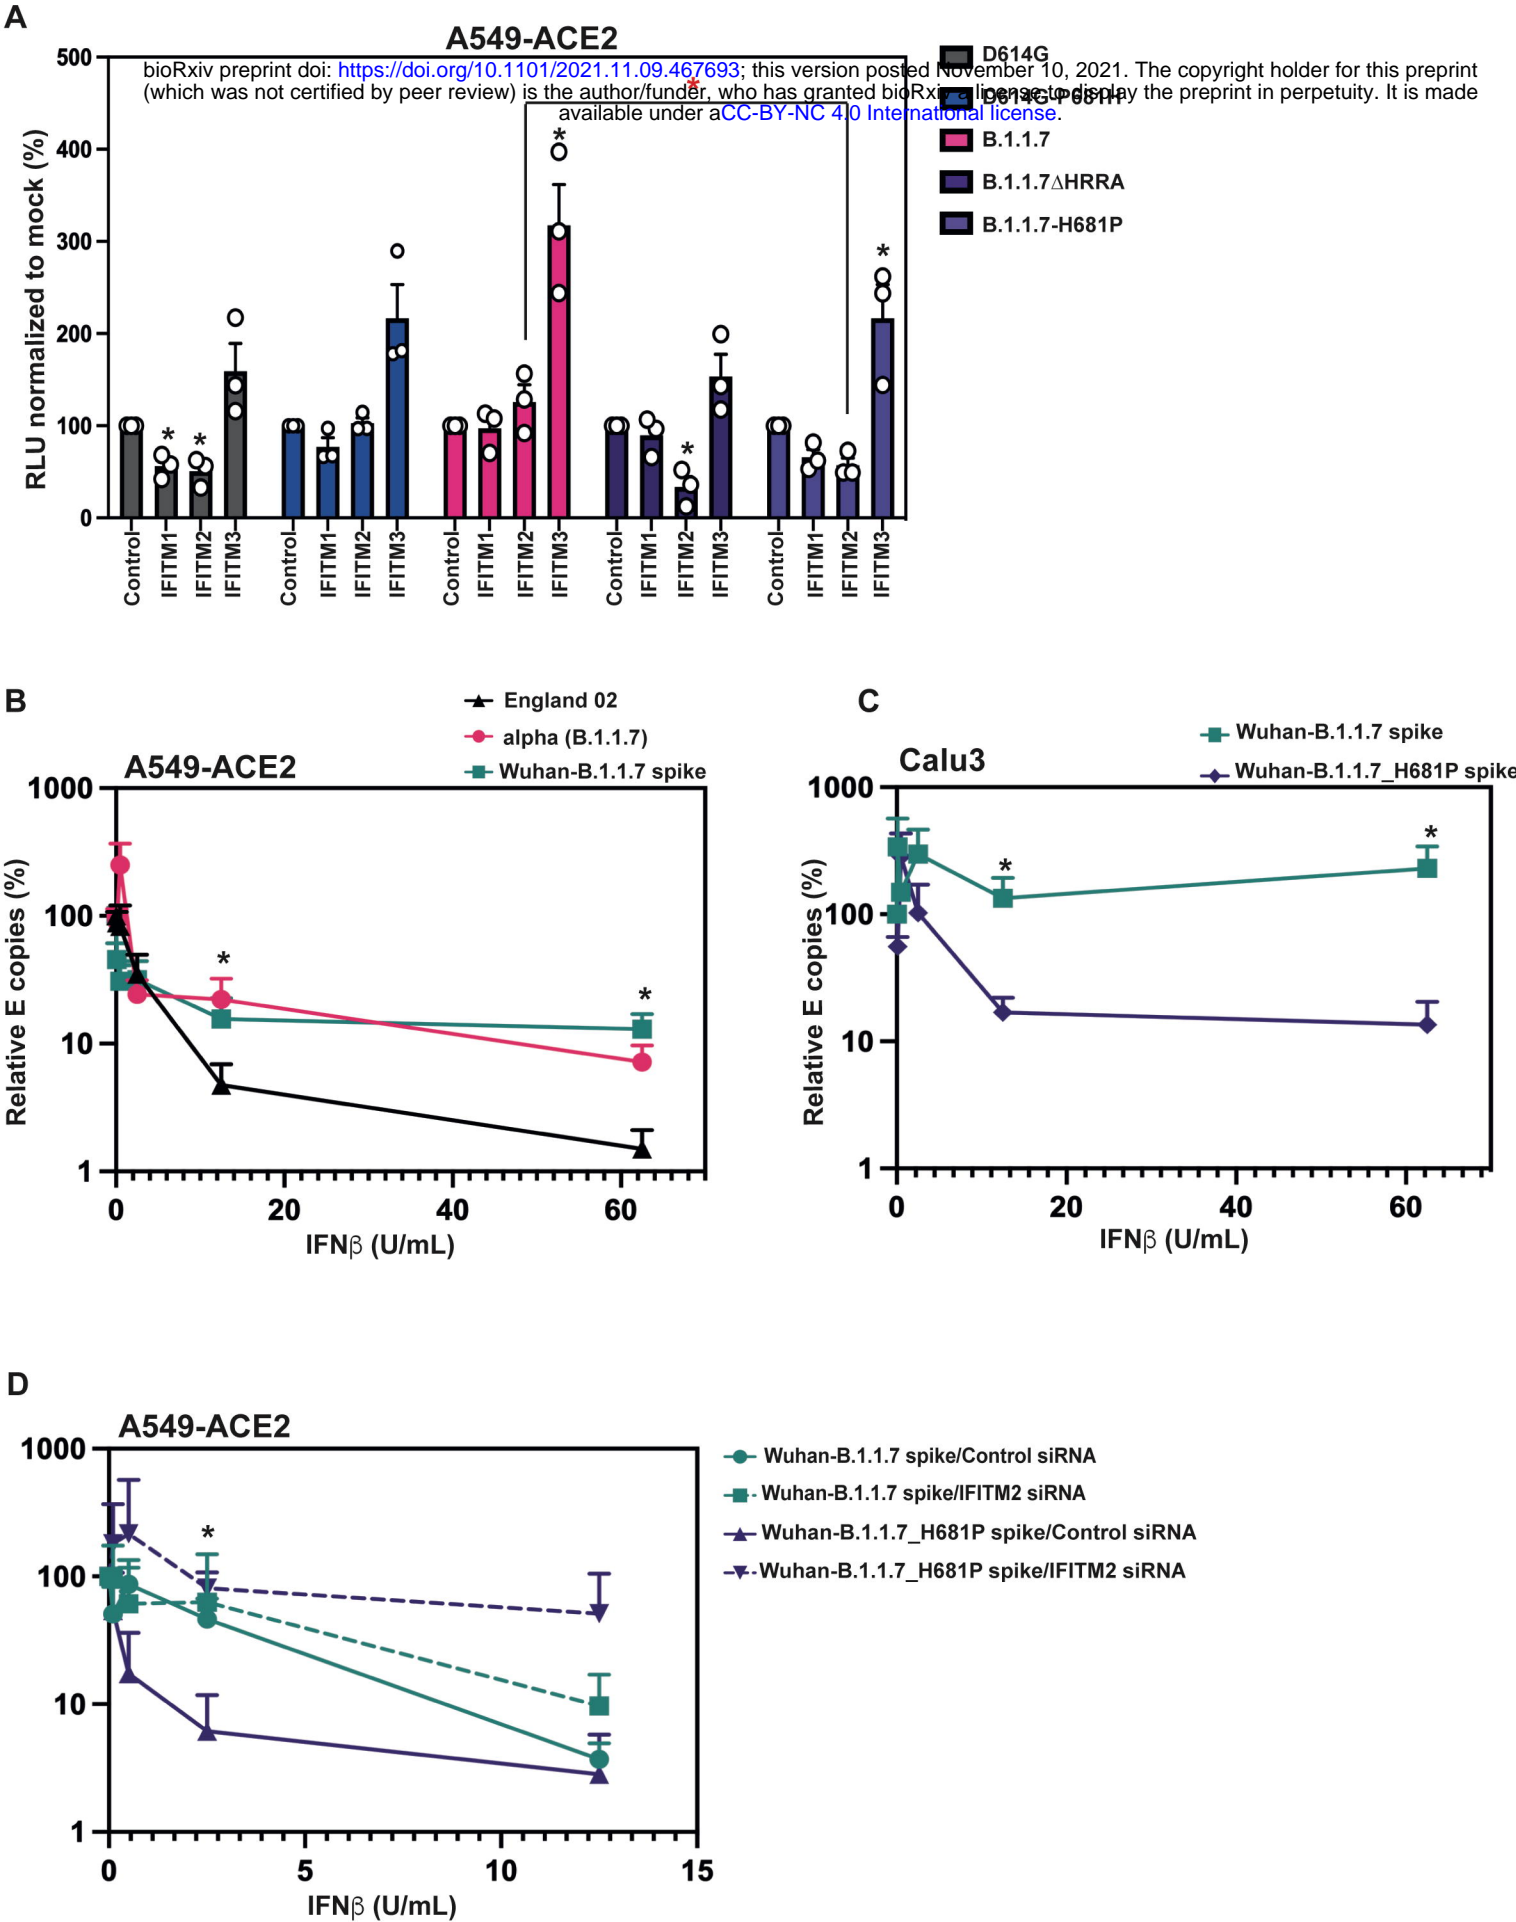 A
A549-ACE2
bioRxiv preprint doi: https://doi.org/10.1101/2021.11.09.467693; this version posted November 10, 2021. The copyright holder for this preprint
(which was not certified by peer review) is the author/funder, who has granted bioRxiv a license to display the preprint in perpetuity. It is made
available under aCC-BY-NC 4.0 International license.
D614G
D614G-P681H
B.1.1.7
B.1.1.7ΔHRRA
B.1.1.7-H681P
RLU normalized to mock (%)
500
400
300
200
100
0
*
*
*
*
*
*
Control
IFITM1
IFITM2
IFITM3
Control
IFITM1
IFITM2
IFITM3
Control
IFITM1
IFITM2
IFITM3
Control
IFITM1
IFITM2
IFITM3
Control
IFITM1
IFITM2
IFITM3
B
England 02
alpha (B.1.1.7)
Wuhan-B.1.1.7 spike
A549-ACE2
Relative E copies (%)
1000
100
10
1
*
*
0 20 40 60
IFNβ (U/mL)
C
Wuhan-B.1.1.7 spike
Wuhan-B.1.1.7_H681P spike
Calu3
Relative E copies (%)
1000
100
10
1
*
*
0 20 40 60
IFNβ (U/mL)
D
A549-ACE2
1000
100
10
1
*
0 5 10 15
IFNβ (U/mL)
Wuhan-B.1.1.7 spike/Control siRNA
Wuhan-B.1.1.7 spike/IFITM2 siRNA
Wuhan-B.1.1.7_H681P spike/Control siRNA
Wuhan-B.1.1.7_H681P spike/IFITM2 siRNA